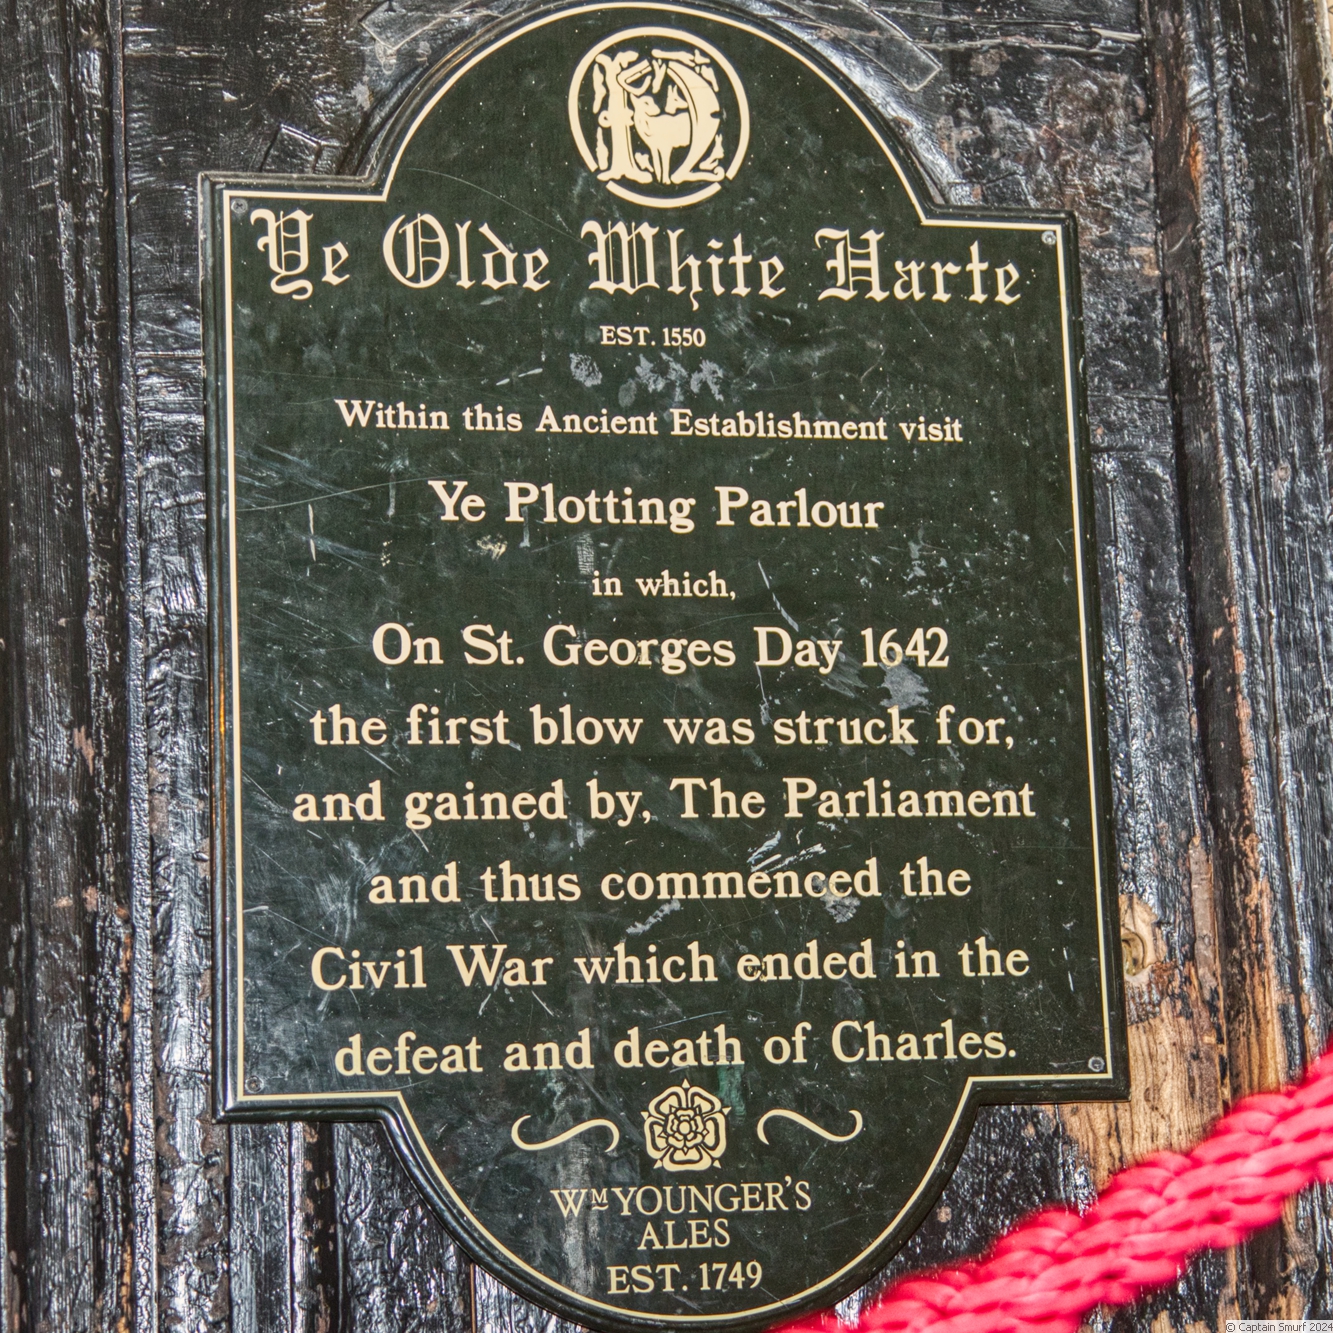 Ye Olde White Harte
EST. 1550
Within this Ancient Establishment visit
Ye Plotting Parlour
in which,
On St. Georges Day 1642
the first blow was struck for,
and gained by, The Parliament
and thus commenced the
Civil War which ended in the
defeat and death of Charles.
WM YOUNGER'S
ALES
EST. 1749
© Captain Smurf 2024